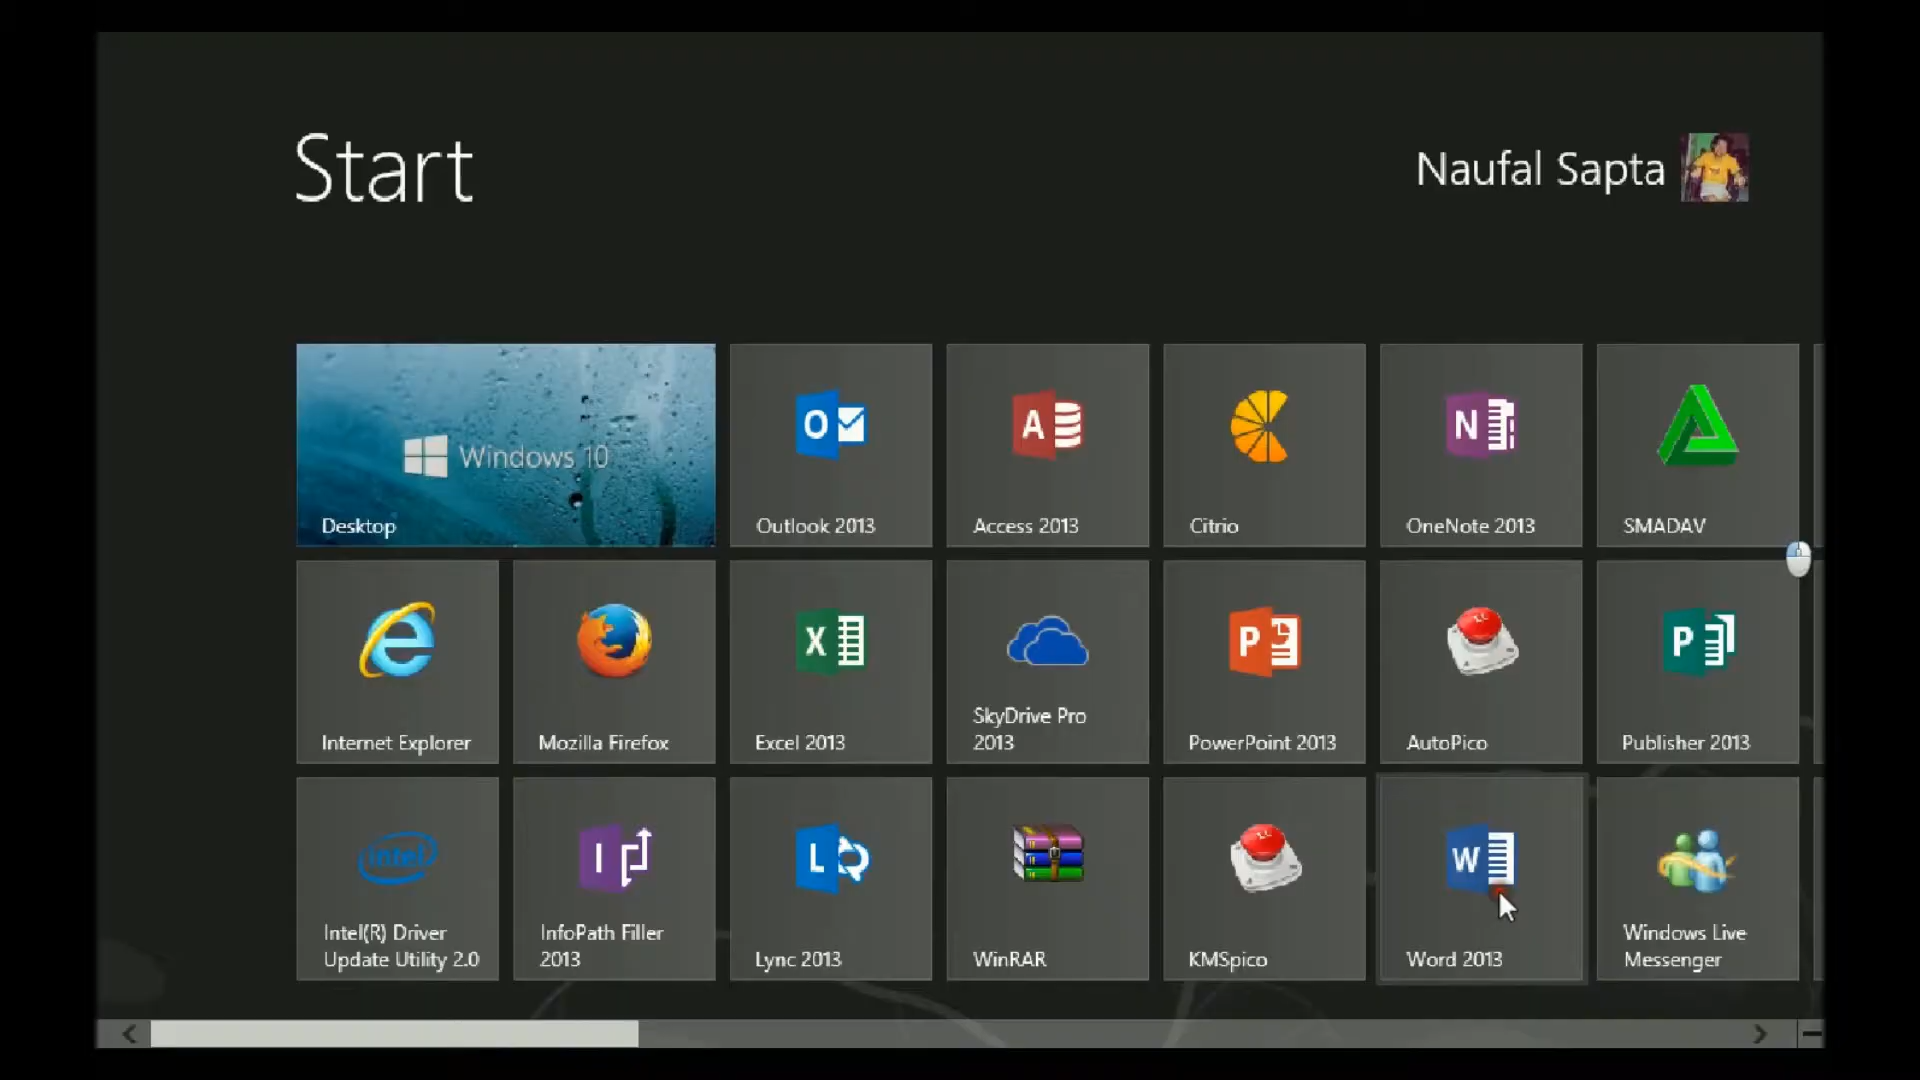 Start
Naufal Sapta
Windows 10
Desktop
Outlook 2013
Access 2013
Citrio
OneNote 2013
SMADAV
Internet Explorer
Mozilla Firefox
Excel 2013
SkyDrive Pro
2013
PowerPoint 2013
AutoPico
Publisher 2013
intel
Intel(R) Driver
Update Utility 2.0
InfoPath Filler
2013
Lync 2013
WinRAR
KMSpico
Word 2013
Windows Live
Messenger